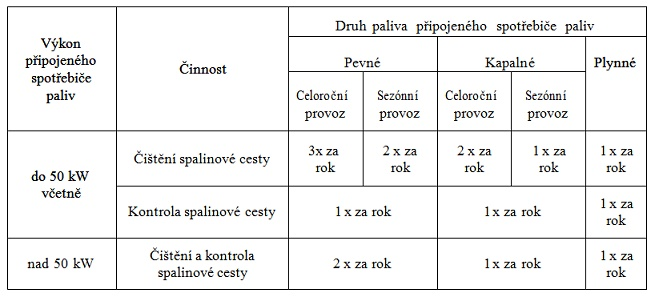 Výkon
připojeného
spotřebiče
paliv
Činnost
Druh paliva připojeného spotřebiče paliv
Pevné
Kapalné
Plynné
Celoroční
provoz
Sezónní
provoz
Celoroční
provoz
Sezónní
provoz
do 50 kW
včetně
Čištění spalinové cesty
3x za
rok
2 x za
rok
2 x za
rok
1 x za
rok
1 x za
rok
Kontrola spalinové cesty
1 x za rok
1 x za rok
1 x za
rok
nad 50 kW
Čištění a kontrola
spalinové cesty
2 x za rok
1x za rok
1 x za
rok